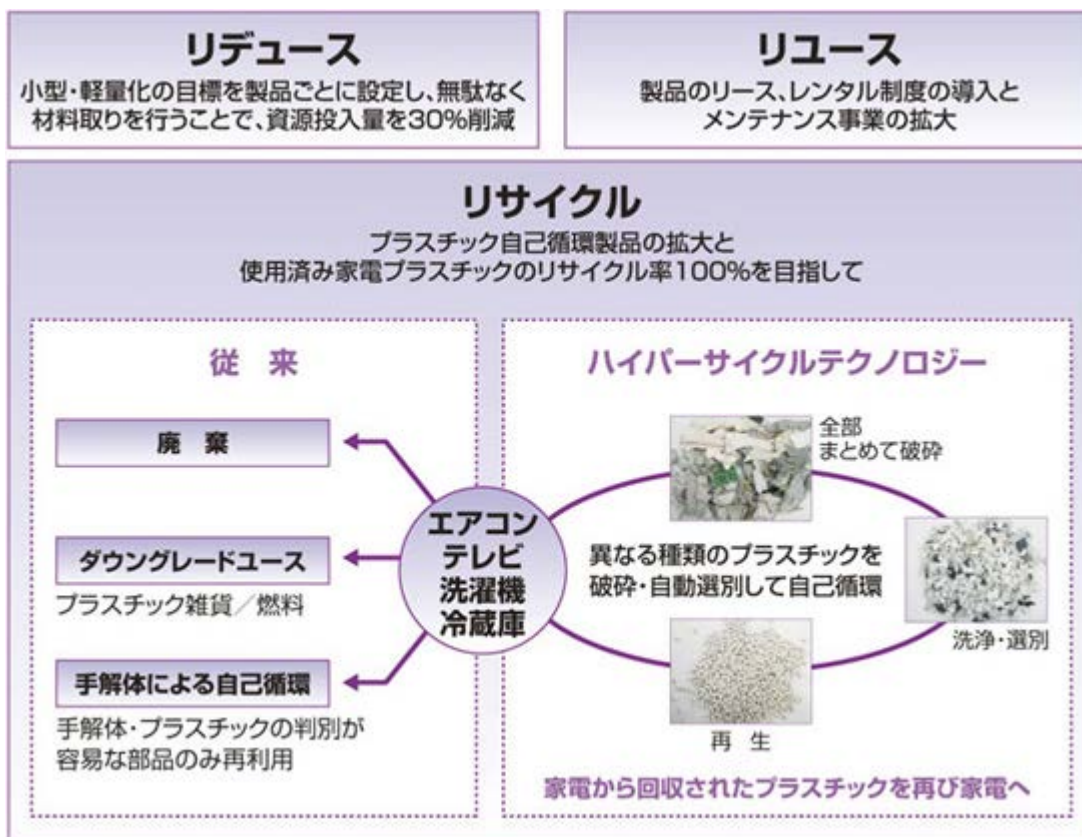 リデュース
小型・軽量化の目標を製品ごとに設定し、無駄なく
材料取りを行うことで、資源投入量を30%削減
リユース
製品のリース、レンタル制度の導入と
メンテナンス事業の拡大
リサイクル
プラスチック自己循環製品の拡大と
使用済み家電プラスチックのリサイクル率100%を目指して
従 来
廃 棄
ダウングレードユース
プラスチック雑貨／燃料
手解体による自己循環
手解体・プラスチックの判別が
容易な部品のみ再利用
エアコン
テレビ
洗濯機
冷蔵庫
ハイパーサイクルテクノロジー
全部
まとめて破砕
異なる種類のプラスチックを
破砕・自動選別して自己循環
洗浄・選別
再 生
家電から回収されたプラスチックを再び家電へ